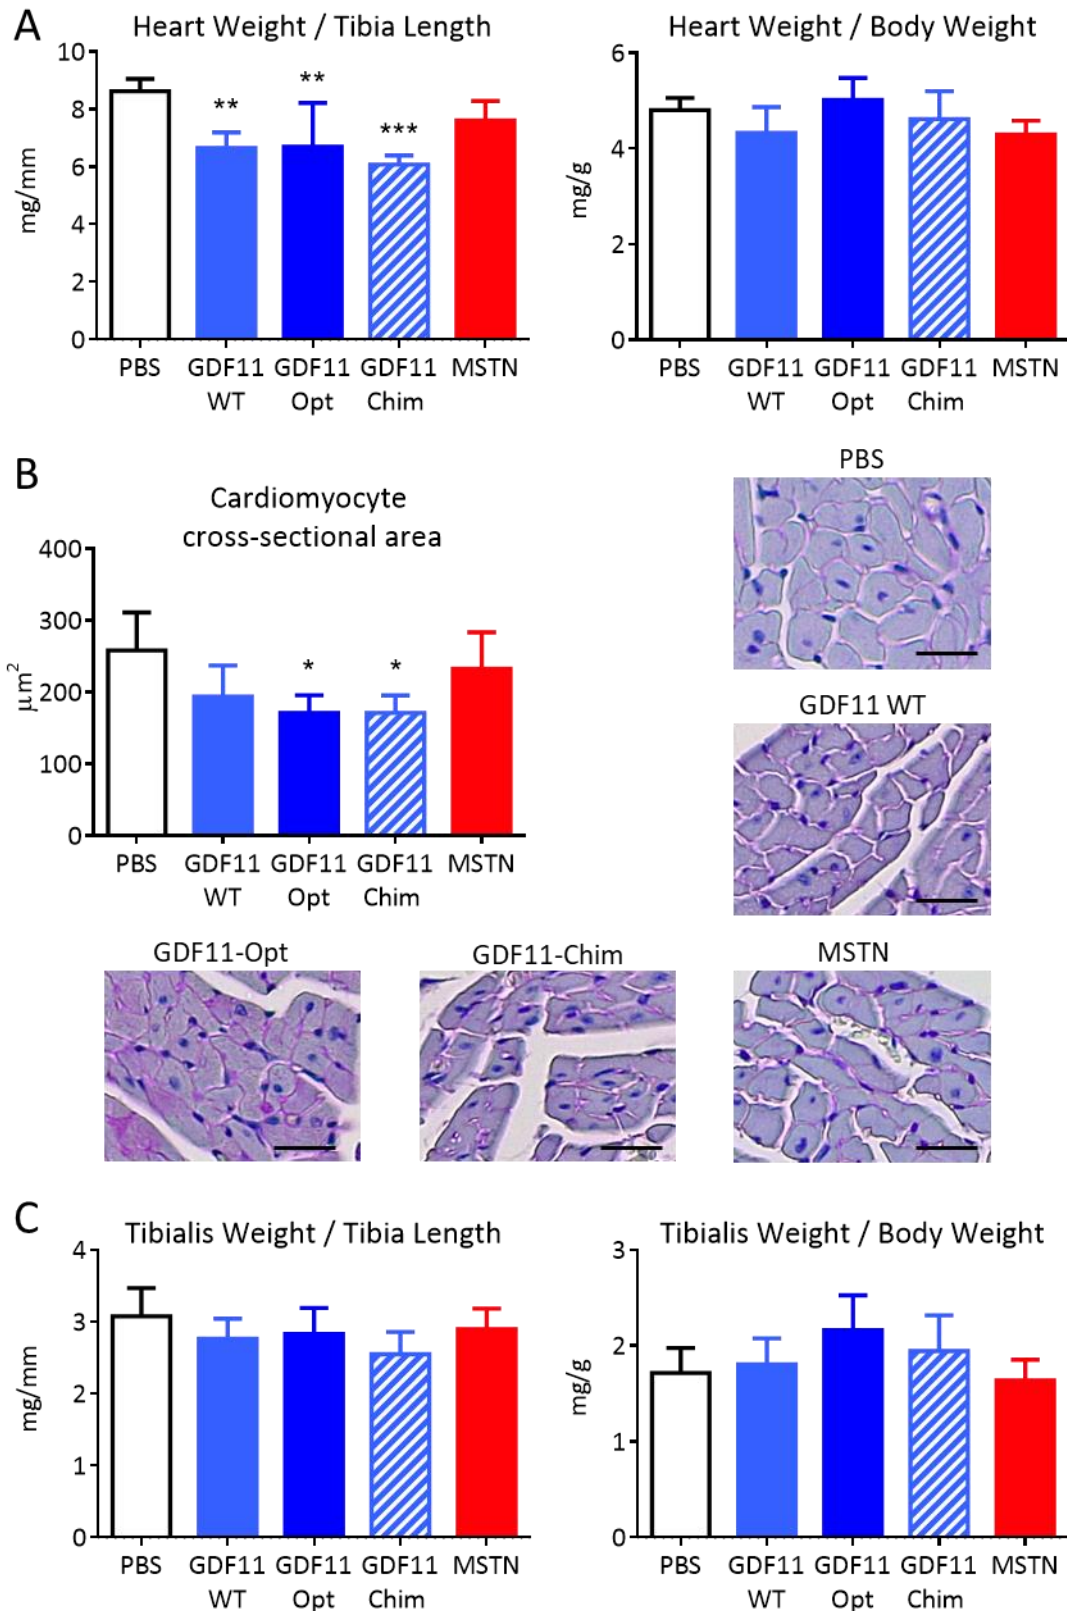 A
Heart Weight / Tibia Length
Heart Weight / Body Weight
10
8
6
4
2
0
mg/mm
** ** ***
PBS GDF11 GDF11 GDF11 MSTN
WT Opt Chim
6
4
2
0
mg/g
PBS GDF11 GDF11 GDF11 MSTN
WT Opt Chim
B
Cardiomyocyte
cross-sectional area
400
300
200
100
0
μm²
* *
PBS GDF11 GDF11 GDF11 MSTN
WT Opt Chim
PBS
GDF11 WT
GDF11-Opt
GDF11-Chim
MSTN
C
Tibialis Weight / Tibia Length
Tibialis Weight / Body Weight
4
3
2
1
0
mg/mm
PBS GDF11 GDF11 GDF11 MSTN
WT Opt Chim
3
2
1
0
mg/g
PBS GDF11 GDF11 GDF11 MSTN
WT Opt Chim